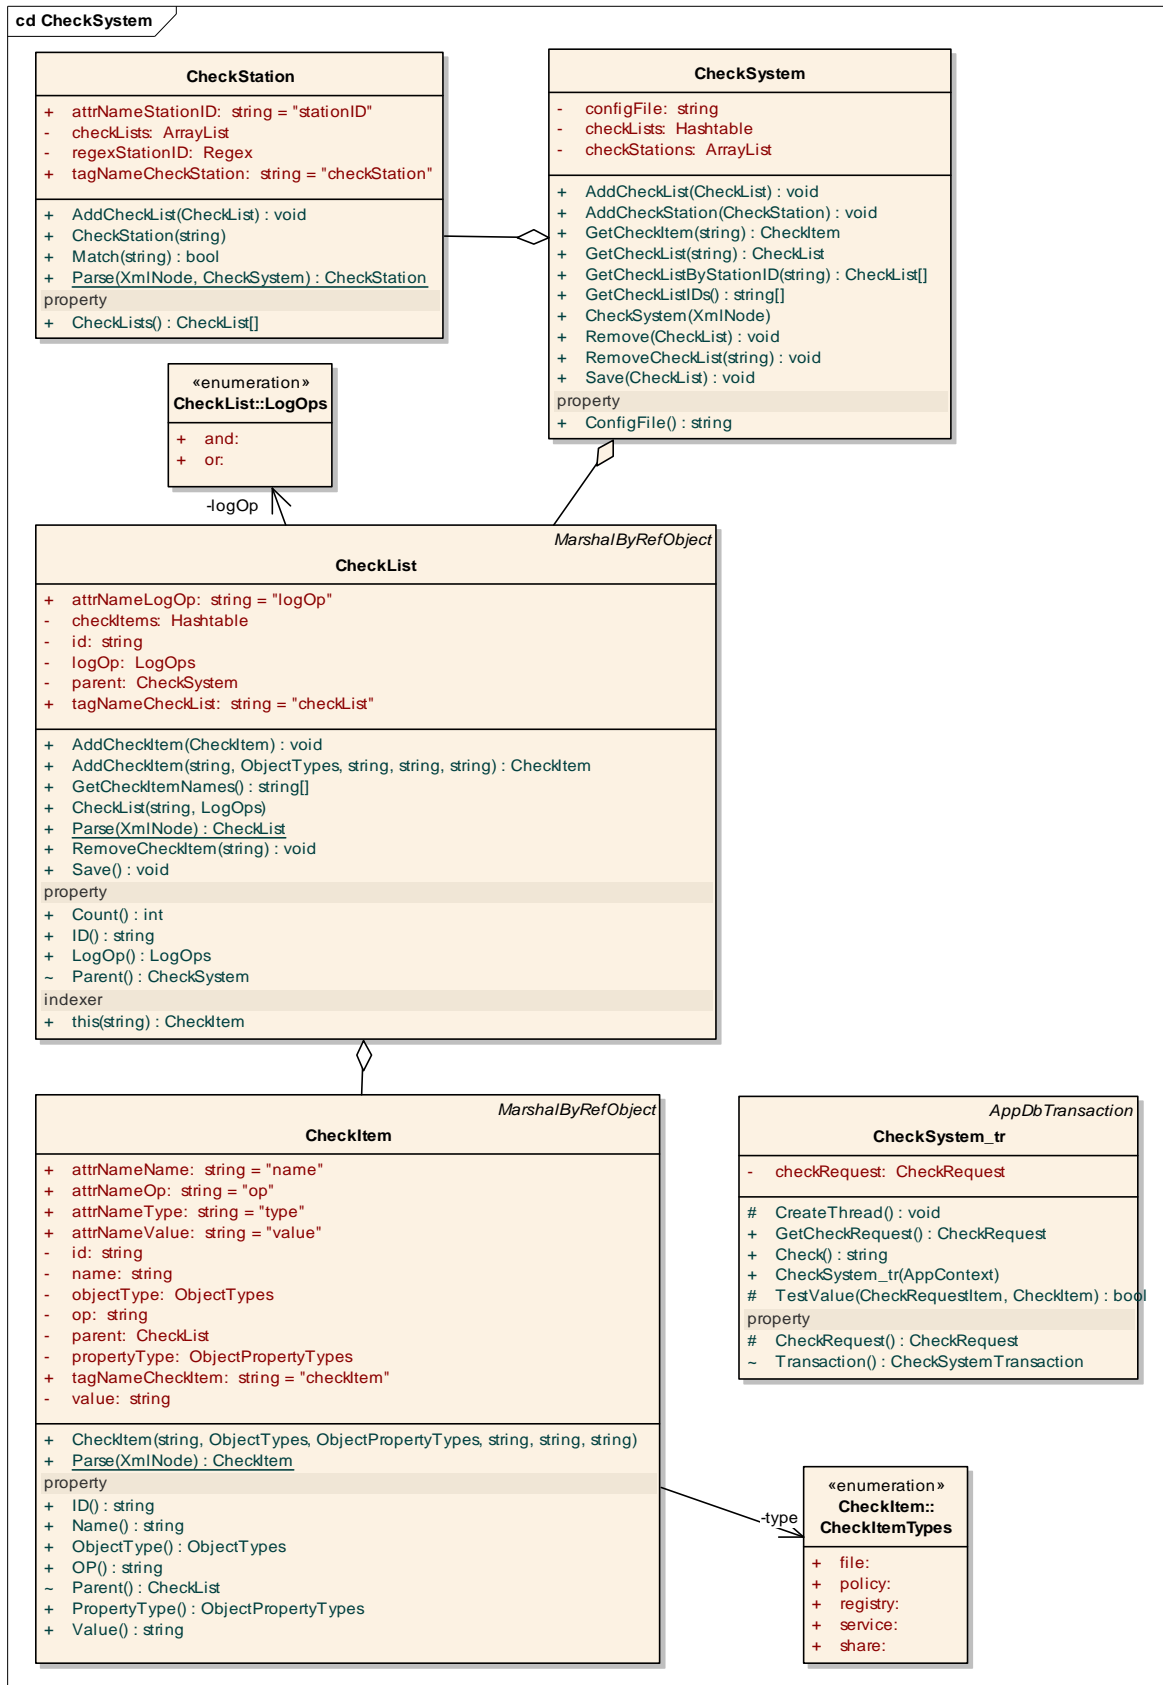 cd CheckSystem
CheckStation
+ attrNameStationID: string = "stationID"
- checkLists: ArrayList
- regexStationID: Regex
+ tagNameCheckStation: string = "checkStation"
+ AddCheckList(CheckList) : void
+ CheckStation(string)
+ Match(string) : bool
+ Parse(XmlNode, CheckSystem) : CheckStation
property
+ CheckLists() : CheckList[]
CheckSystem
- configFile: string
- checkLists: Hashtable
- checkStations: ArrayList
+ AddCheckList(CheckList) : void
+ AddCheckStation(CheckStation) : void
+ GetCheckItem(string) : CheckItem
+ GetCheckList(string) : CheckList
+ GetCheckListByStationID(string) : CheckList[]
+ GetCheckListIDs() : string[]
+ CheckSystem(XmlNode)
+ Remove(CheckList) : void
+ RemoveCheckList(string) : void
+ Save(CheckList) : void
property
+ ConfigFile() : string
«enumeration»
CheckList::LogOps
+ and:
+ or:
-logOp
MarshalByRefObject
CheckList
+ attrNameLogOp: string = "logOp"
- checkItems: Hashtable
- id: string
- logOp: LogOps
- parent: CheckSystem
+ tagNameCheckList: string = "checkList"
+ AddCheckItem(CheckItem) : void
+ AddCheckItem(string, ObjectTypes, string, string, string) : CheckItem
+ GetCheckItemNames() : string[]
+ CheckList(string, LogOps)
+ Parse(XmlNode) : CheckList
+ RemoveCheckItem(string) : void
+ Save() : void
property
+ Count() : int
+ ID() : string
+ LogOp() : LogOps
~ Parent() : CheckSystem
indexer
+ this(string) : CheckItem
MarshalByRefObject
CheckItem
+ attrNameName: string = "name"
+ attrNameOp: string = "op"
+ attrNameType: string = "type"
+ attrNameValue: string = "value"
- id: string
- name: string
- objectType: ObjectTypes
- op: string
- parent: CheckList
- propertyType: ObjectPropertyTypes
+ tagNameCheckItem: string = "checkItem"
- value: string
+ CheckItem(string, ObjectTypes, ObjectPropertyTypes, string, string, string)
+ Parse(XmlNode) : CheckItem
property
+ ID() : string
+ Name() : string
+ ObjectType() : ObjectTypes
+ OP() : string
~ Parent() : CheckList
+ PropertyType() : ObjectPropertyTypes
+ Value() : string
AppDbTransaction
CheckSystem_tr
- checkRequest: CheckRequest
# CreateThread() : void
+ GetCheckRequest() : CheckRequest
+ Check() : string
+ CheckSystem_tr(AppContext)
# TestValue(CheckRequestItem, CheckItem) : bool
property
# CheckRequest() : CheckRequest
~ Transaction() : CheckSystemTransaction
-type
«enumeration»
CheckItem::
CheckItemTypes
+ file:
+ policy:
+ registry:
+ service:
+ share: